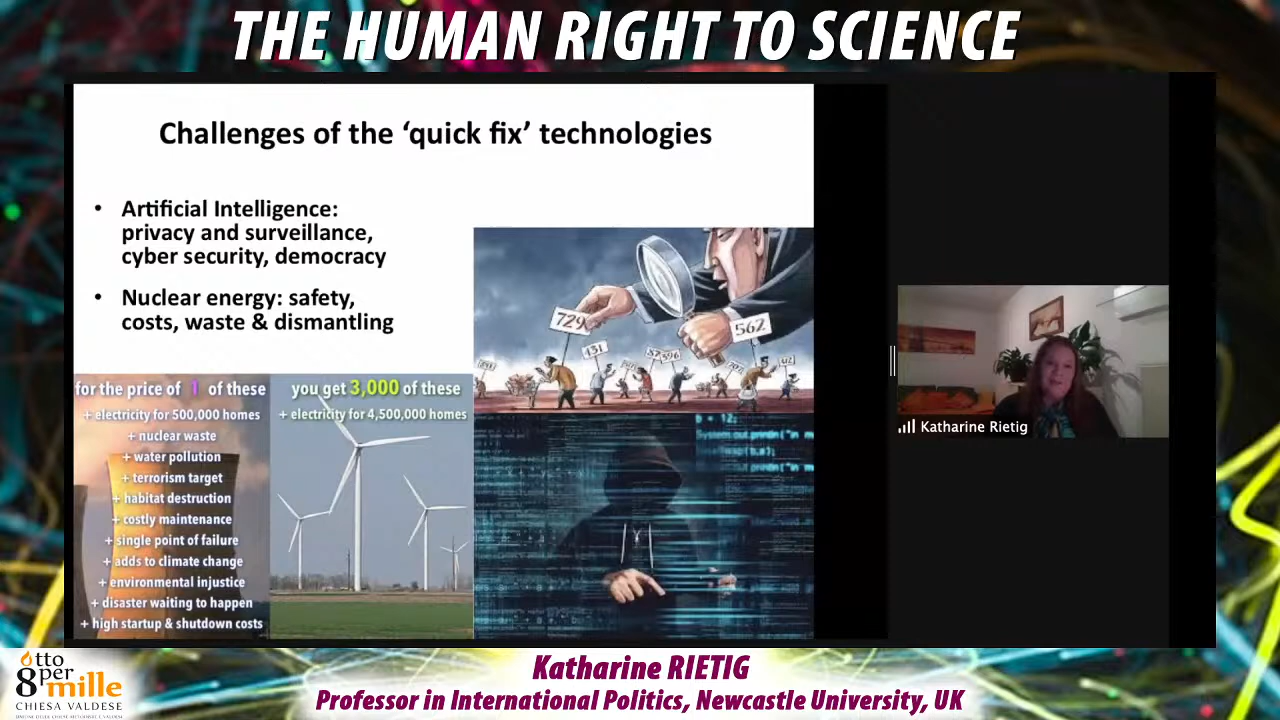 THE HUMAN RIGHT TO SCIENCE
Challenges of the ‘quick fix’ technologies
• Artificial Intelligence:
privacy and surveillance,
cyber security, democracy
• Nuclear energy: safety,
costs, waste & dismantling
for the price of 1 of these
+ electricity for 500,000 homes
+ nuclear waste
+ water pollution
+ terrorism target
+ habitat destruction
+ costly maintenance
+ single point of failure
+ adds to climate change
+ environmental injustice
+ disaster waiting to happen
+ high startup & shutdown costs
you get 3,000 of these
+ electricity for 4,500,000 homes
729
562
431
Katharine Rietig
otto
per
8 mille
CHIESA VALDESE
Katharine RIETIG
Professor in International Politics, Newcastle University, UK